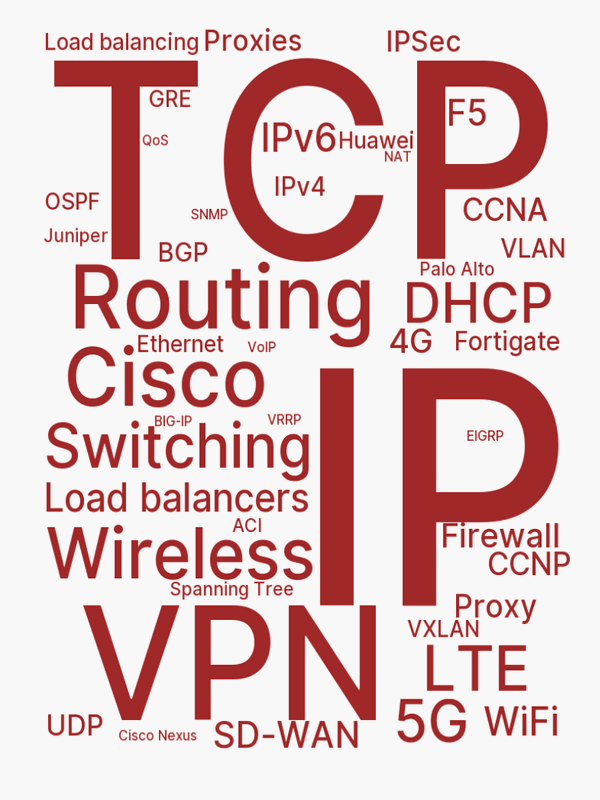 Load balancing
Proxies
IPSec
TCP
GRE
F5
QoS
IPv6
Huawei
NAT
IPv4
OSPF
SNMP
CCNA
Juniper
BGP
VLAN
Palo Alto
Routing
DHCP
4G
Fortigate
Ethernet
VoIP
Cisco
IP
BIG-IP
VRRP
EIGRP
Switching
Load balancers
ACI
Firewall
Wireless
CCNP
Spanning Tree
Proxy
VPN
VXLAN
LTE
5G
WiFi
UDP
Cisco Nexus
SD-WAN